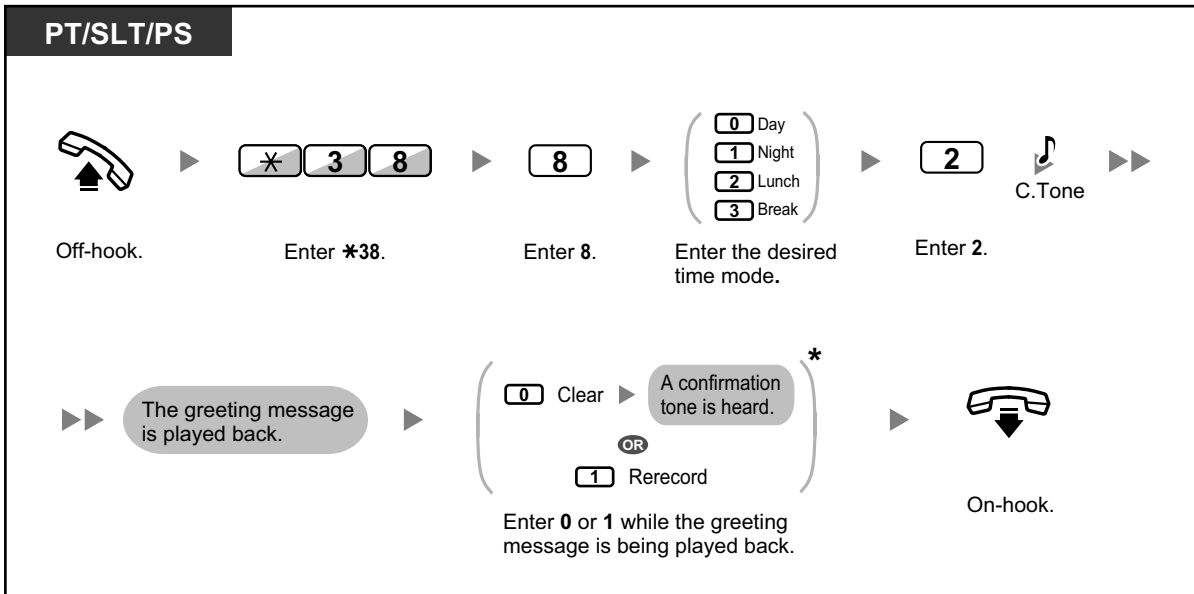 PT/SLT/PS
✳ 3 8
8
0 Day
1 Night
2 Lunch
3 Break
2
C.Tone
Off-hook.
Enter ✳38.
Enter 8.
Enter the desired
time mode.
Enter 2.
The greeting message
is played back.
0 Clear
A confirmation
tone is heard.
*
OR
1 Rerecord
Enter 0 or 1 while the greeting
message is being played back.
On-hook.